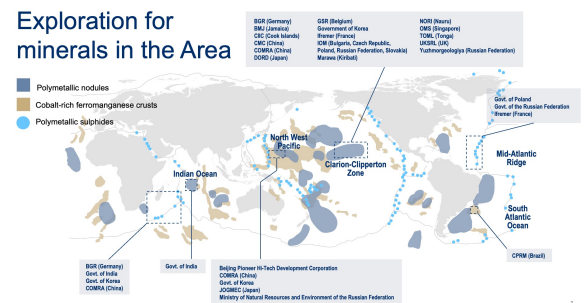 Exploration for
minerals in the Area
Polymetallic nodules
Cobalt-rich ferromanganese crusts
Polymetallic sulphides
BGR (Germany)
BMJ (Jamaica)
CIIC (Cook Islands)
CMC (China)
COMRA (China)
DORD (Japan)
GSR (Belgium)
Government of Korea
Ifremer (France)
IOM (Bulgaria, Czech Republic,
Poland, Russian Federation, Slovakia)
Marawa (Kiribati)
NORI (Nauru)
OMS (Singapore)
TOML (Tonga)
UKSRL (UK)
Yuzhmorgeologiya (Russian Federation)
Govt. of Poland
Govt. of the Russian Federation
Ifremer (France)
North West
Pacific
Clarion-Clipperton
Zone
Mid-Atlantic
Ridge
Indian Ocean
South
Atlantic
Ocean
CPRM (Brazil)
BGR (Germany)
Govt. of India
Govt. of Korea
COMRA (China)
Govt. of India
Beijing Pioneer Hi-Tech Development Corporation
COMRA (China)
Govt. of Korea
JOGMEC (Japan)
Ministry of Natural Resources and Environment of the Russian Federation